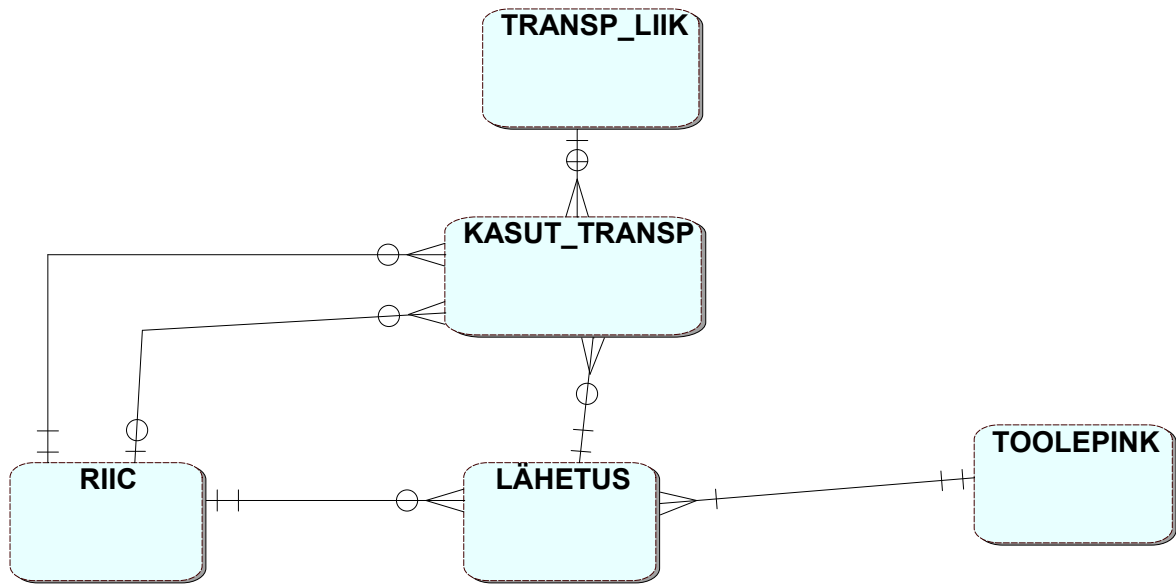 TRANSP_LIIK
KASUT_TRANSP
TOOLEPINK
RIIC
LÄHETUS